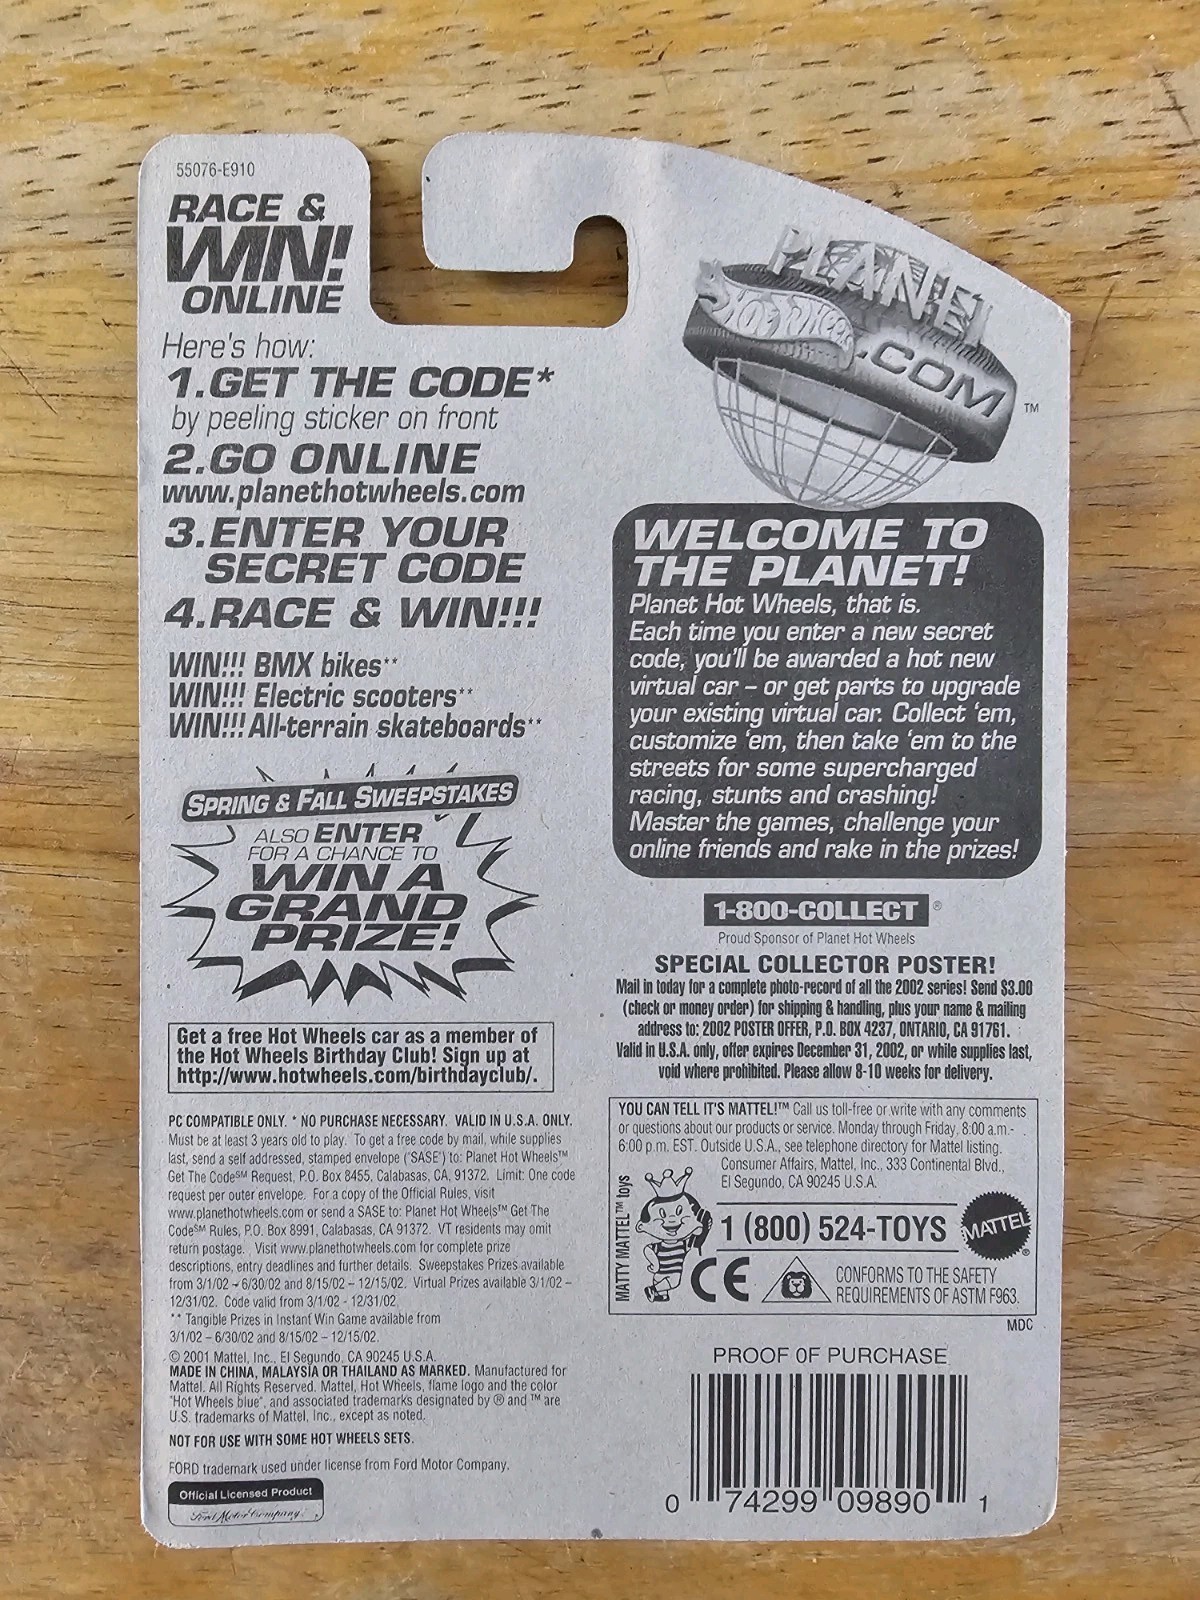 55076-E910
RACE &
WIN!
ONLINE
Here's how:
1.GET THE CODE*
by peeling sticker on front
2.GO ONLINE
www.planethotwheels.com
3.ENTER YOUR
SECRET CODE
4.RACE & WIN!!!
WIN!!! BMX bikes**
WIN!!! Electric scooters**
WIN!!! All-terrain skateboards**
SPRING & FALL SWEEPSTAKES
ALSO ENTER
FOR A CHANCE TO
WIN A
GRAND
PRIZE!
Get a free Hot Wheels car as a member of
the Hot Wheels Birthday Club! Sign up at
http://www.hotwheels.com/birthdayclub/.
PC COMPATIBLE ONLY. * NO PURCHASE NECESSARY. VALID IN U.S.A. ONLY.
Must be at least 3 years old to play. To get a free code by mail, while supplies
last, send a self addressed, stamped envelope ("SASE") to: Planet Hot Wheels™
Get The Code℠ Request, P.O. Box 8455, Calabasas, CA, 91372. Limit: One code
request per outer envelope. For a copy of the Official Rules, visit
www.planethotwheels.com or send a SASE to: Planet Hot Wheels™ Get The
Code℠ Rules, P.O. Box 8991, Calabasas, CA 91372. VT residents may omit
return postage. Visit www.planethotwheels.com for complete prize
descriptions, entry deadlines and further details. Sweepstakes Prizes available
from 3/1/02 – 6/30/02 and 8/15/02 – 12/15/02. Virtual Prizes available 3/1/02 –
12/31/02. Code valid from 3/1/02 - 12/31/02
** Tangible Prizes in Instant Win Game available from
3/1/02 – 6/30/02 and 8/15/02 – 12/15/02.
© 2001 Mattel, Inc., El Segundo, CA 90245 U.S.A.
MADE IN CHINA, MALAYSIA OR THAILAND AS MARKED. Manufactured for
Mattel. All Rights Reserved. Mattel, Hot Wheels, flame logo and the color
"Hot Wheels blue", and associated trademarks designated by ® and ™ are
U.S. trademarks of Mattel, Inc., except as noted.
NOT FOR USE WITH SOME HOT WHEELS SETS.
FORD trademark used under license from Ford Motor Company.
Official Licensed Product
Ford Motor Company
PLANET
HOT WHEELS
.COM
™
WELCOME TO
THE PLANET!
Planet Hot Wheels, that is.
Each time you enter a new secret
code, you'll be awarded a hot new
virtual car – or get parts to upgrade
your existing virtual car. Collect 'em,
customize 'em, then take 'em to the
streets for some supercharged
racing, stunts and crashing!
Master the games, challenge your
online friends and rake in the prizes!
1-800-COLLECT ®
Proud Sponsor of Planet Hot Wheels
SPECIAL COLLECTOR POSTER!
Mail in today for a complete photo-record of all the 2002 series! Send $3.00
(check or money order) for shipping & handling, plus your name & mailing
address to: 2002 POSTER OFFER, P.O. BOX 4237, ONTARIO, CA 91761.
Valid in U.S.A. only, offer expires December 31, 2002, or while supplies last,
void where prohibited. Please allow 8-10 weeks for delivery.
YOU CAN TELL IT'S MATTEL!™ Call us toll-free or write with any comments
or questions about our products or service. Monday through Friday, 8:00 a.m.-
6:00 p.m. EST. Outside U.S.A., see telephone directory for Mattel listing.
Consumer Affairs, Mattel, Inc., 333 Continental Blvd.,
El Segundo, CA 90245 U.S.A.
MATTY MATTEL™ toys
1 (800) 524-TOYS
MATTEL
®
CE
CONFORMS TO THE SAFETY
REQUIREMENTS OF ASTM F963.
MDC
PROOF OF PURCHASE
0 74299 09890 1